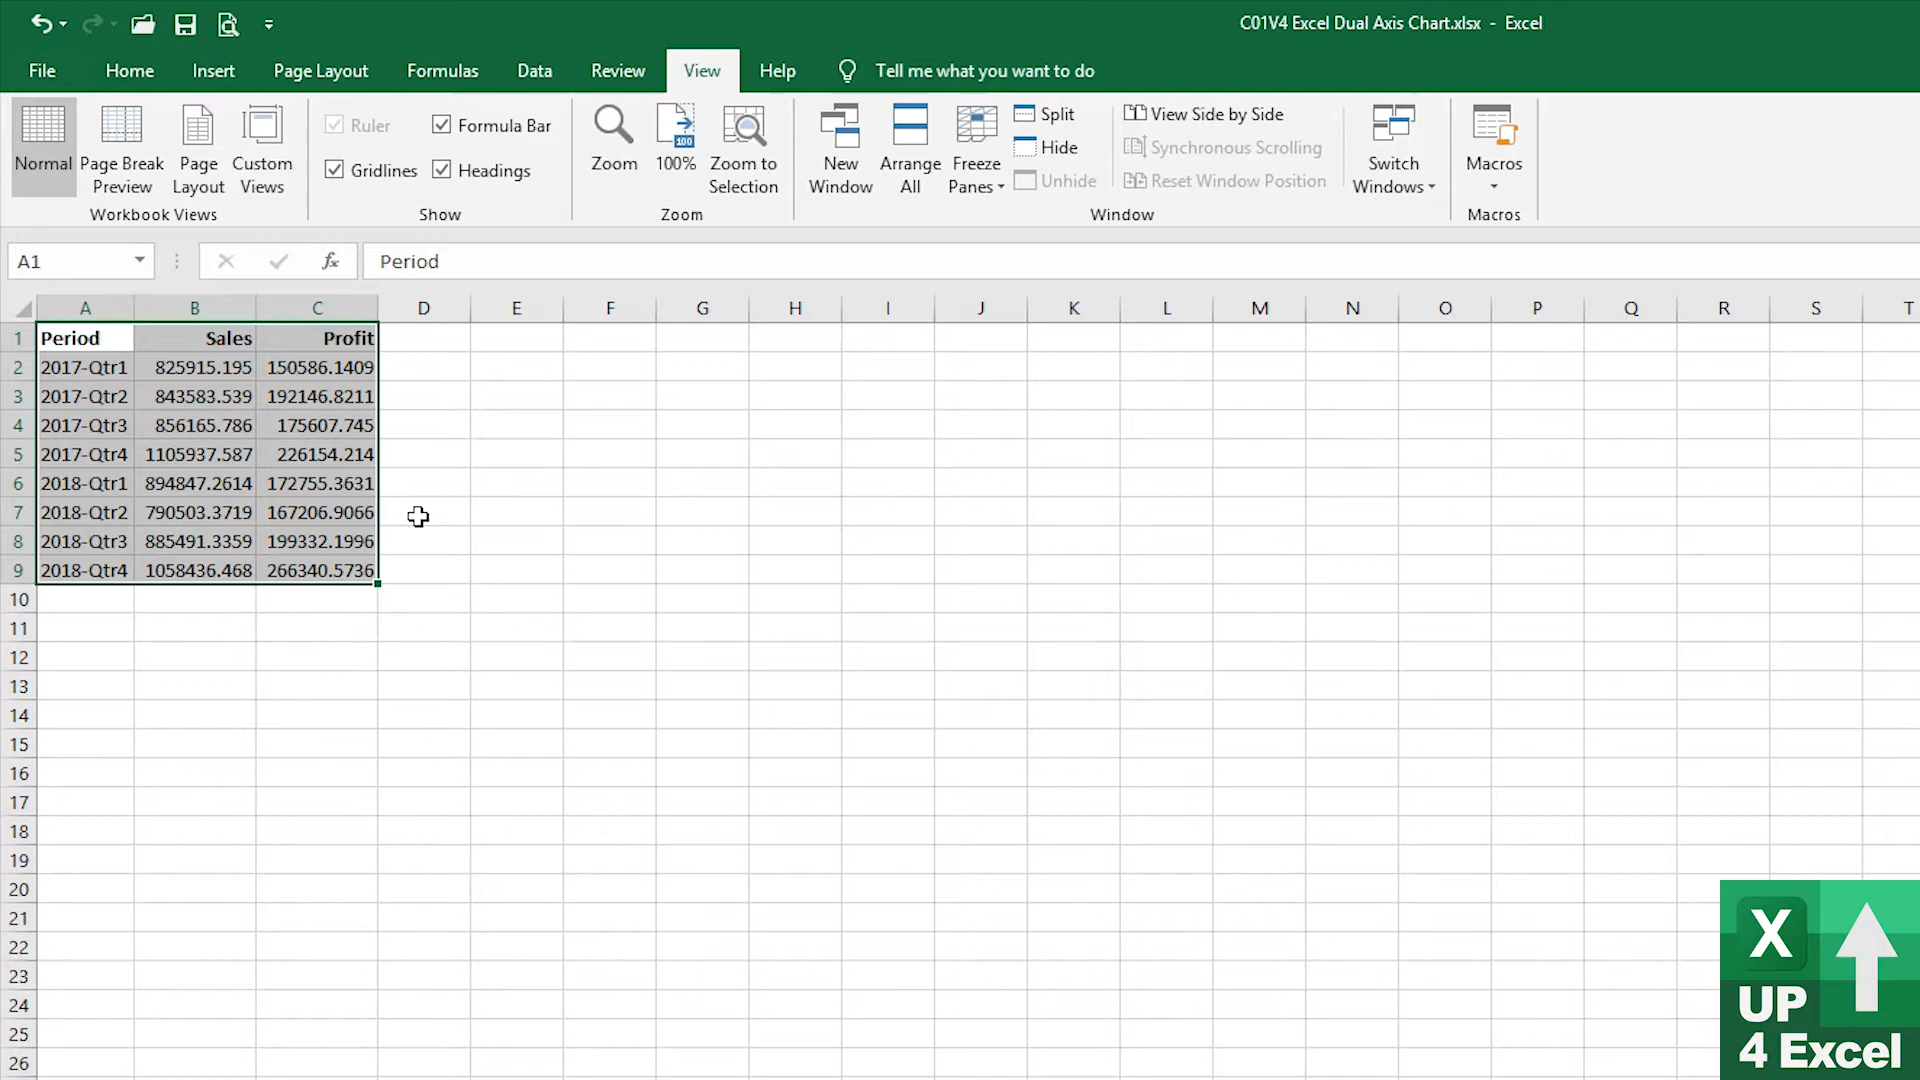 C01V4 Excel Dual Axis Chart.xlsx - Excel
File Home Insert Page Layout Formulas Data Review View Help Tell me what you want to do
Normal
Page Break Preview
Page Layout
Custom Views
Workbook Views
Ruler
Formula Bar
Gridlines
Headings
Show
Zoom
100
100%
Zoom to Selection
Zoom
New Window
Arrange All
Freeze Panes
Split
Hide
Unhide
View Side by Side
Synchronous Scrolling
Reset Window Position
Window
Switch Windows
Macros
Macros
A1 fx Period
A B C D E F G H I J K L M N O P Q R S T
1 Period Sales Profit
2 2017-Qtr1 825915.195 150586.1409
3 2017-Qtr2 843583.539 192146.8211
4 2017-Qtr3 856165.786 175607.745
5 2017-Qtr4 1105937.587 226154.214
6 2018-Qtr1 894847.2614 172755.3631
7 2018-Qtr2 790503.3719 167206.9066
8 2018-Qtr3 885491.3359 199332.1996
9 2018-Qtr4 1058436.468 266340.5736
10
11
12
13
14
15
16
17
18
19
20
21
22
23
24
25
26
X
UP
4 Excel